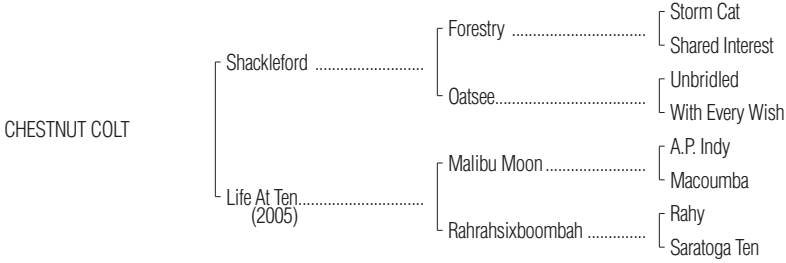 Storm Cat
Forestry ..............................
Shared Interest
Shackleford ........................
Unbridled
Oatsee.................................
With Every Wish
CHESTNUT COLT
A.P. Indy
Malibu Moon ......................
Macoumba
Life At Ten...........................
(2005)
Rahy
Rahrahsixboombah .............
Saratoga Ten